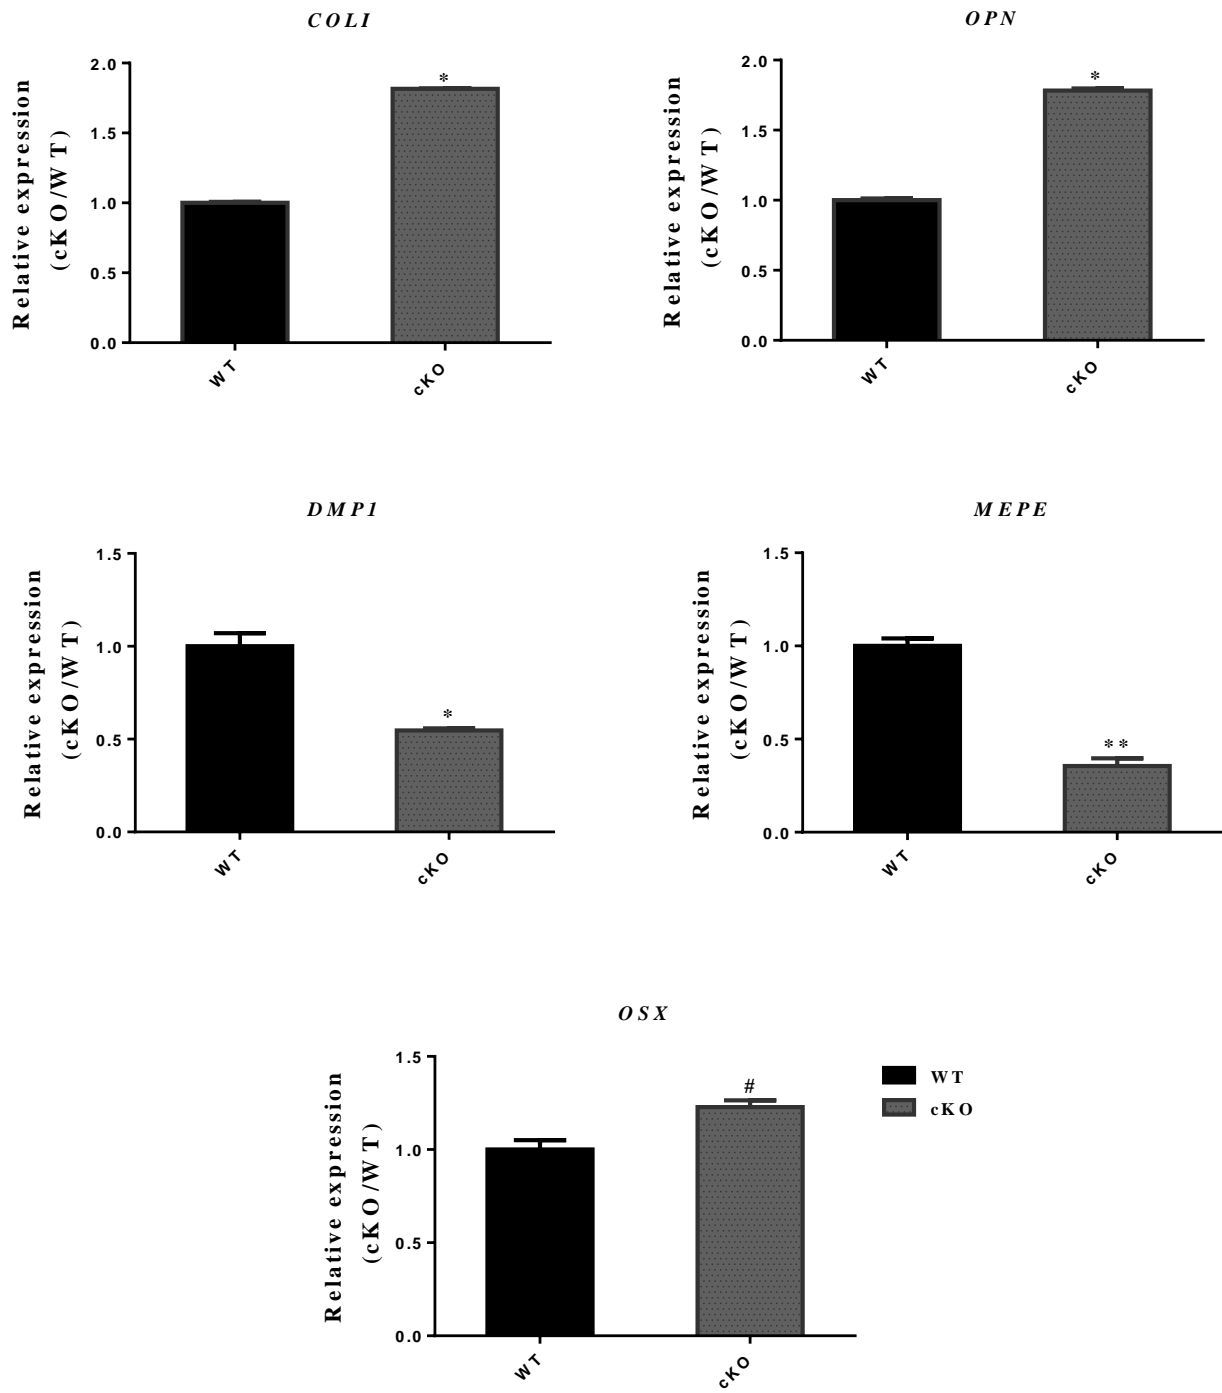 COLI
Relative expression
(cKO/WT)
2.0
1.5
1.0
0.5
0.0
*
WT
cKO
OPN
Relative expression
(cKO/WT)
2.0
1.5
1.0
0.5
0.0
*
WT
cKO
DMP1
Relative expression
(cKO/WT)
1.5
1.0
0.5
0.0
*
WT
cKO
MEPE
Relative expression
(cKO/WT)
1.5
1.0
0.5
0.0
**
WT
cKO
OSX
Relative expression
(cKO/WT)
1.5
1.0
0.5
0.0
#
WT
cKO
WT
cKO